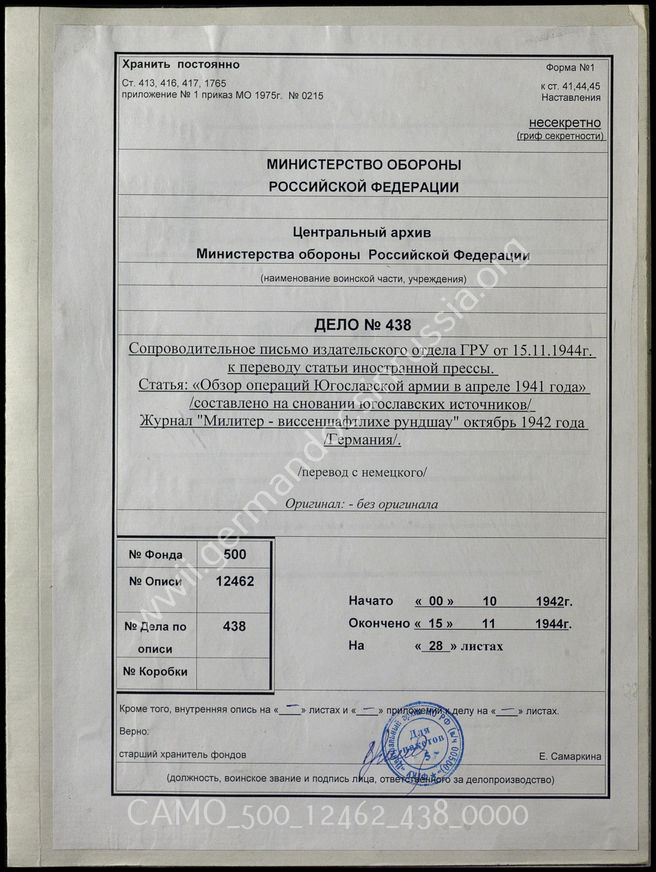 Хранить постоянно
Форма №1
Ст. 413, 416, 417, 1765
к ст. 41,44,45
приложение № 1 приказ МО 1975г. № 0215
Наставления
несекретно
(гриф секретности)
МИНИСТЕРСТВО ОБОРОНЫ
РОССИЙСКОЙ ФЕДЕРАЦИИ
Центральный архив
Министерства обороны Российской Федерации
(наименование воинской части, учреждения)
ДЕЛО № 438
Сопроводительное письмо издательского отдела ГРУ от 15.11.1944г.
к переводу статьи иностранной прессы.
Статья: «Обзор операций Югославской армии в апреле 1941 года»
/составлено на сновании югославских источников/
Журнал "Милитер - виссеншафтлихе рундшау" октябрь 1942 года
/Германия/.
/перевод с немецкого/
Оригинал: - без оригинала
№ Фонда 500
№ Описи 12462
№ Дела по описи 438
№ Коробки
Начато « 00 » 10 1942г.
Окончено « 15 » 11 1944г.
На « 28 » листах
Кроме того, внутренняя опись на «—» листах и «—» приложений к делу на «—» листах.
Верно:
старший хранитель фондов
Е. Самаркина
(должность, воинское звание и подпись лица, ответственного за делопроизводство)
Для пакетов
www.germandocsinrussia.org
CAMO_500_12462_438_0000